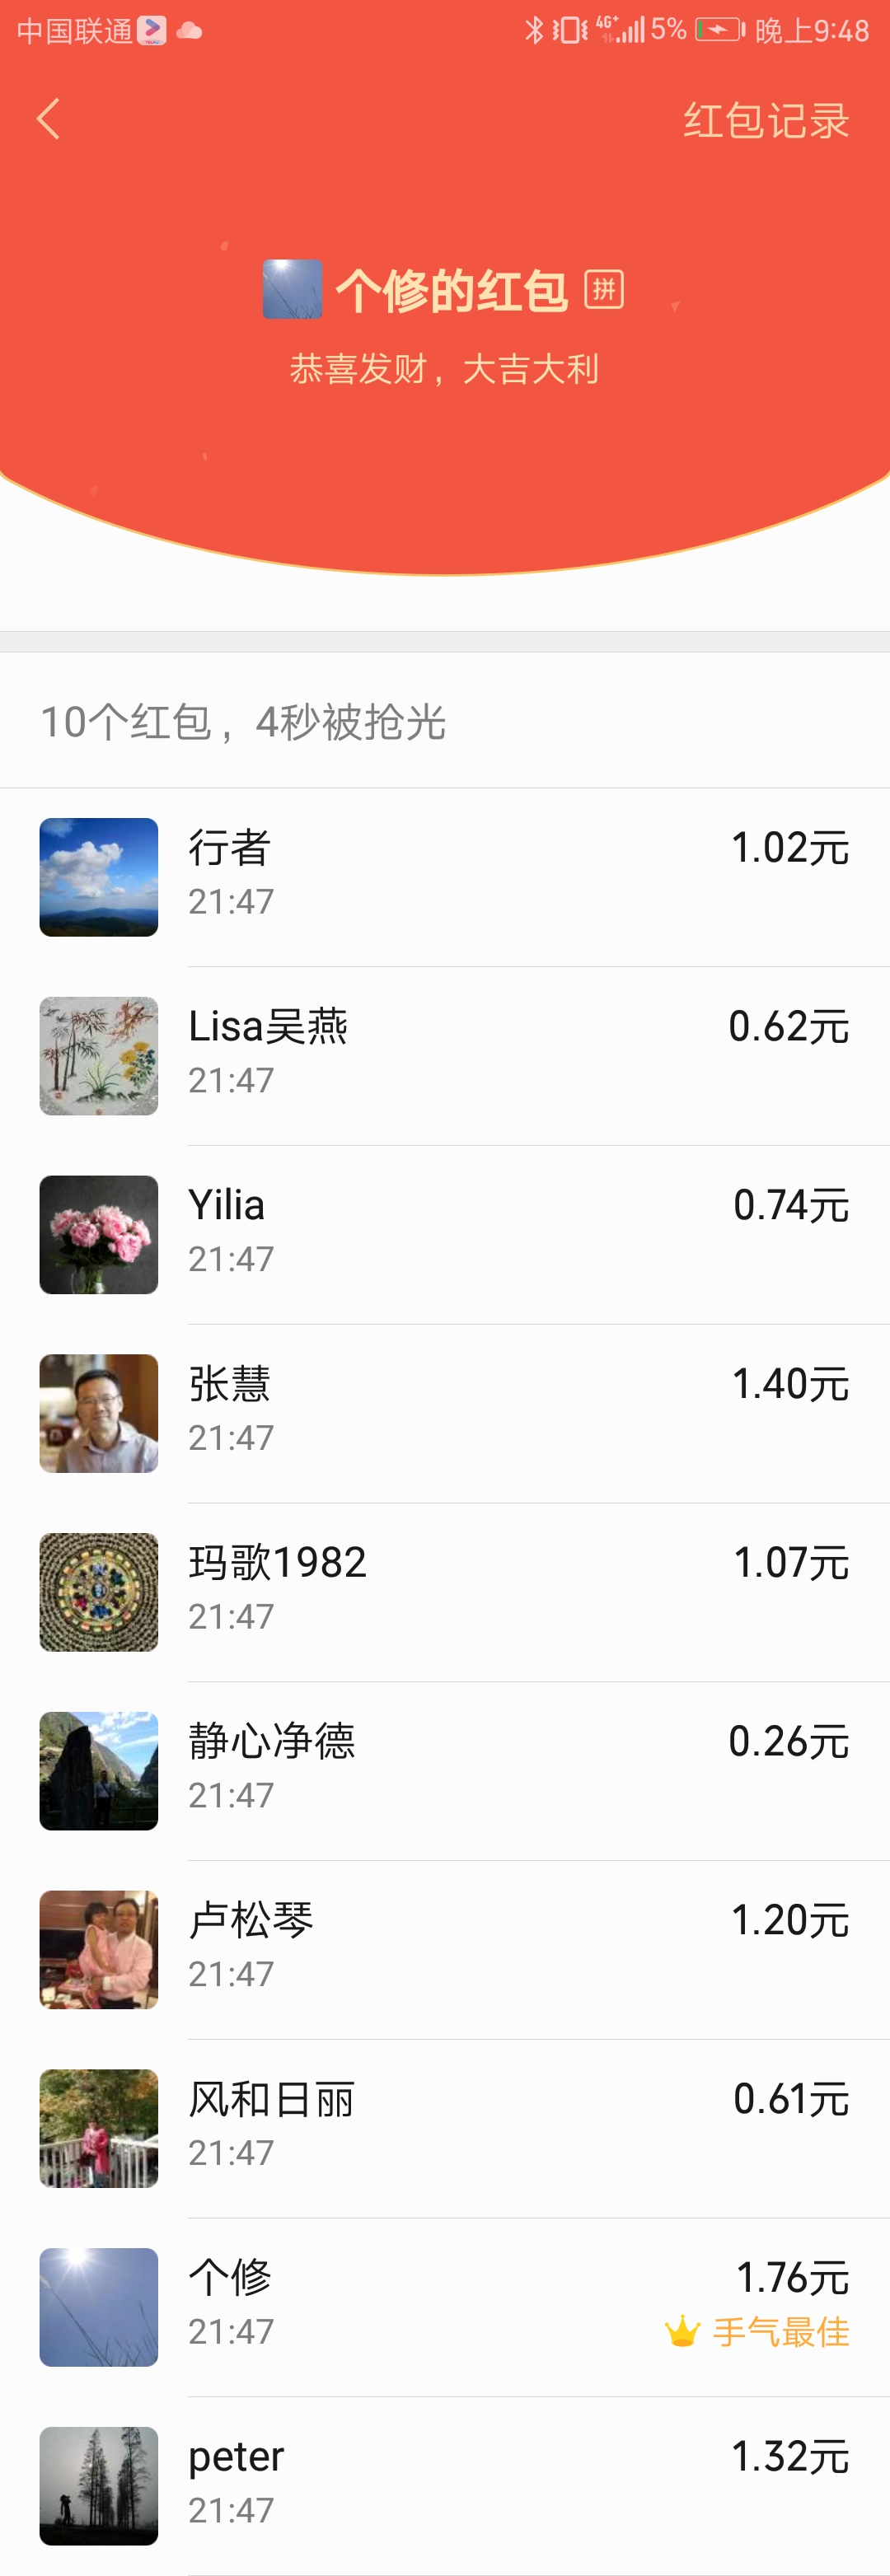 中国联通 4G+ 5% 晚上9:48
红包记录
个修的红包 拼
恭喜发财，大吉大利
10个红包，4秒被抢光
行者 1.02元
21:47
Lisa吴燕 0.62元
21:47
Yilia 0.74元
21:47
张慧 1.40元
21:47
玛歌1982 1.07元
21:47
静心净德 0.26元
21:47
卢松琴 1.20元
21:47
风和日丽 0.61元
21:47
个修 1.76元
21:47 手气最佳
peter 1.32元
21:47